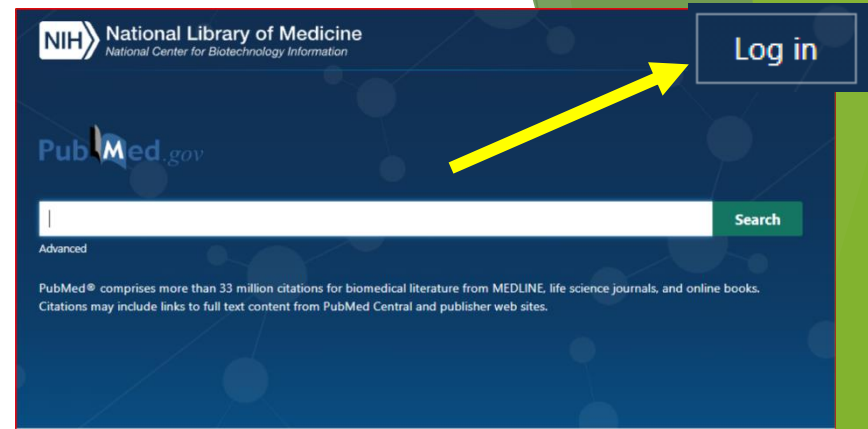 NIH National Library of Medicine
National Center for Biotechnology Information
Log in
PubMed.gov
Search
Advanced
PubMed® comprises more than 33 million citations for biomedical literature from MEDLINE, life science journals, and online books.
Citations may include links to full text content from PubMed Central and publisher web sites.